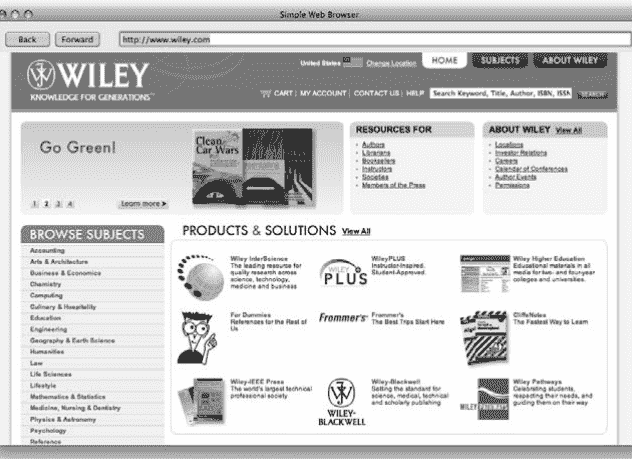 Simple Web Browser
Back
Forward
http://www.wiley.com
United States
Change Location
HOME
SUBJECTS
ABOUT WILEY
WILEY
KNOWLEDGE FOR GENERATIONS™
CART | MY ACCOUNT | CONTACT US | HELP
Search Keyword, Title, Author, ISBN, ISSN
SEARCH
Go Green!
Clean
Car Wars
1 2 3 4
Learn more
RESOURCES FOR
Authors
Librarians
Booksellers
Instructors
Societies
Members of the Press
ABOUT WILEY View All
Locations
Investor Relations
Careers
Calendar of Conferences
Author Events
Permissions
BROWSE SUBJECTS
Accounting
Arts & Architecture
Business & Economics
Chemistry
Computing
Culinary & Hospitality
Education
Engineering
Geography & Earth Science
Humanities
Law
Life Sciences
Lifestyle
Mathematics & Statistics
Medicine, Nursing & Dentistry
Physics & Astronomy
Psychology
Reference
PRODUCTS & SOLUTIONS View All
Wiley InterScience
The leading resource for
quality research across
science, technology,
medicine and business
WILEY
PLUS
WileyPLUS
Instructor-Inspired.
Student-Approved.
Wiley Higher Education
Educational materials in all
media for two- and four-year
colleges and universities.
For Dummies
References for the Rest of
Us
Frommer's
Frommer's
The Best Trips Start Here
CliffsNotes
The Fastest Way to Learn
Wiley-IEEE Press
The world's largest technical
professional society
WILEY-
BLACKWELL
Wiley-Blackwell
Setting the standard for
science, medical, technical
and scholarly publishing
WILEY PATHWAYS
Wiley Pathways
Celebrating students,
respecting their needs, and
guiding them on their way